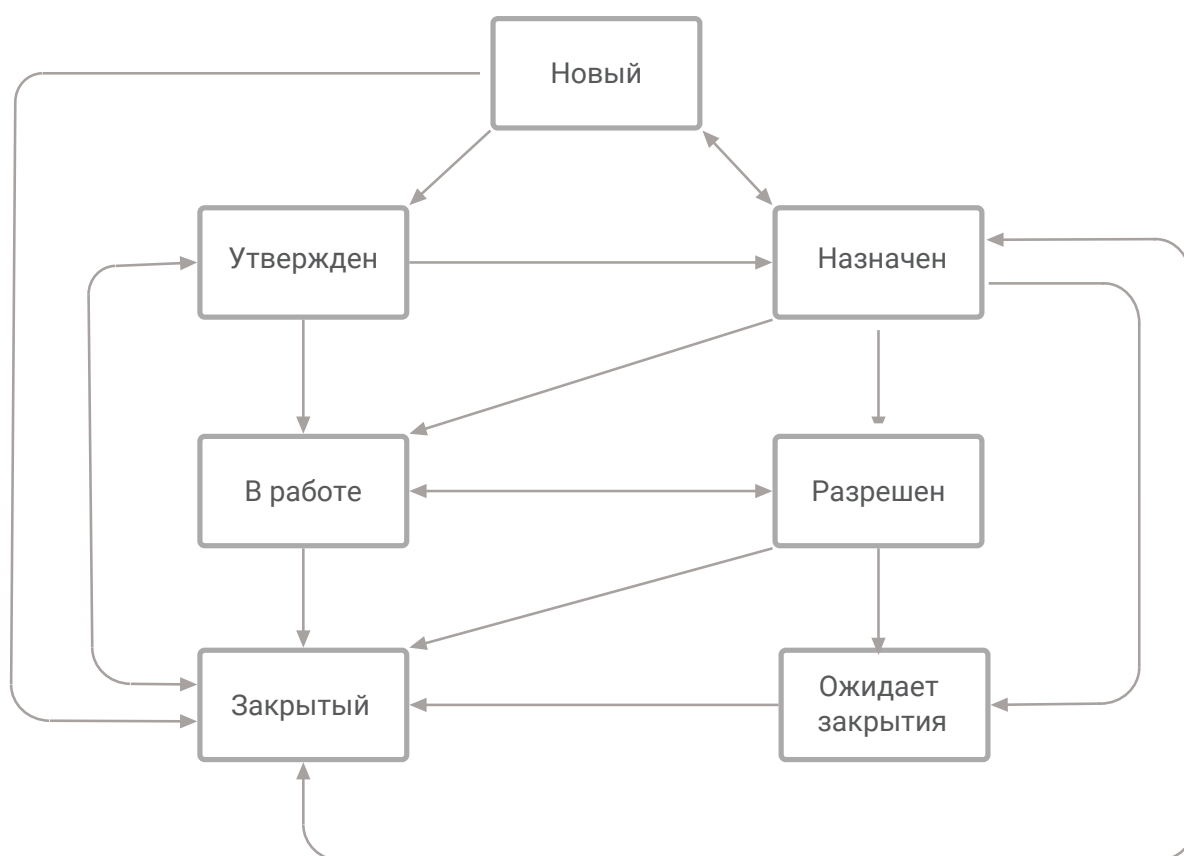 Новый
Утвержден
Назначен
В работе
Разрешен
Закрытый
Ожидает
закрытия